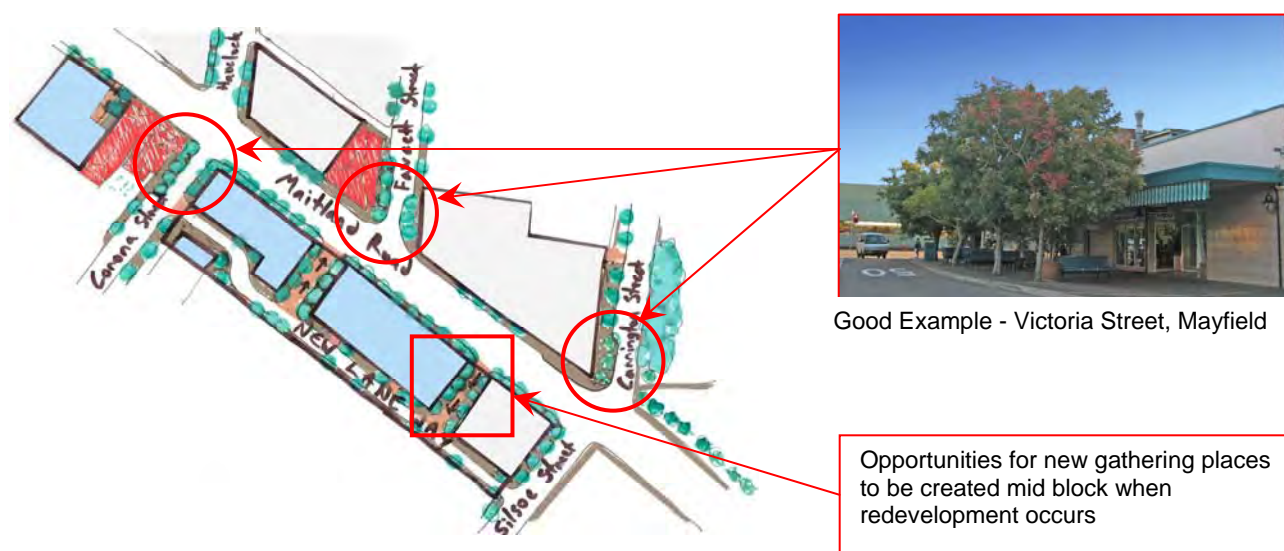 Havelock
Fawcett Street
Maitland Road
Corona Street
Carrington Street
NEW LANEWAY
Silsoe Street
Good Example - Victoria Street, Mayfield
Opportunities for new gathering places
to be created mid block when
redevelopment occurs